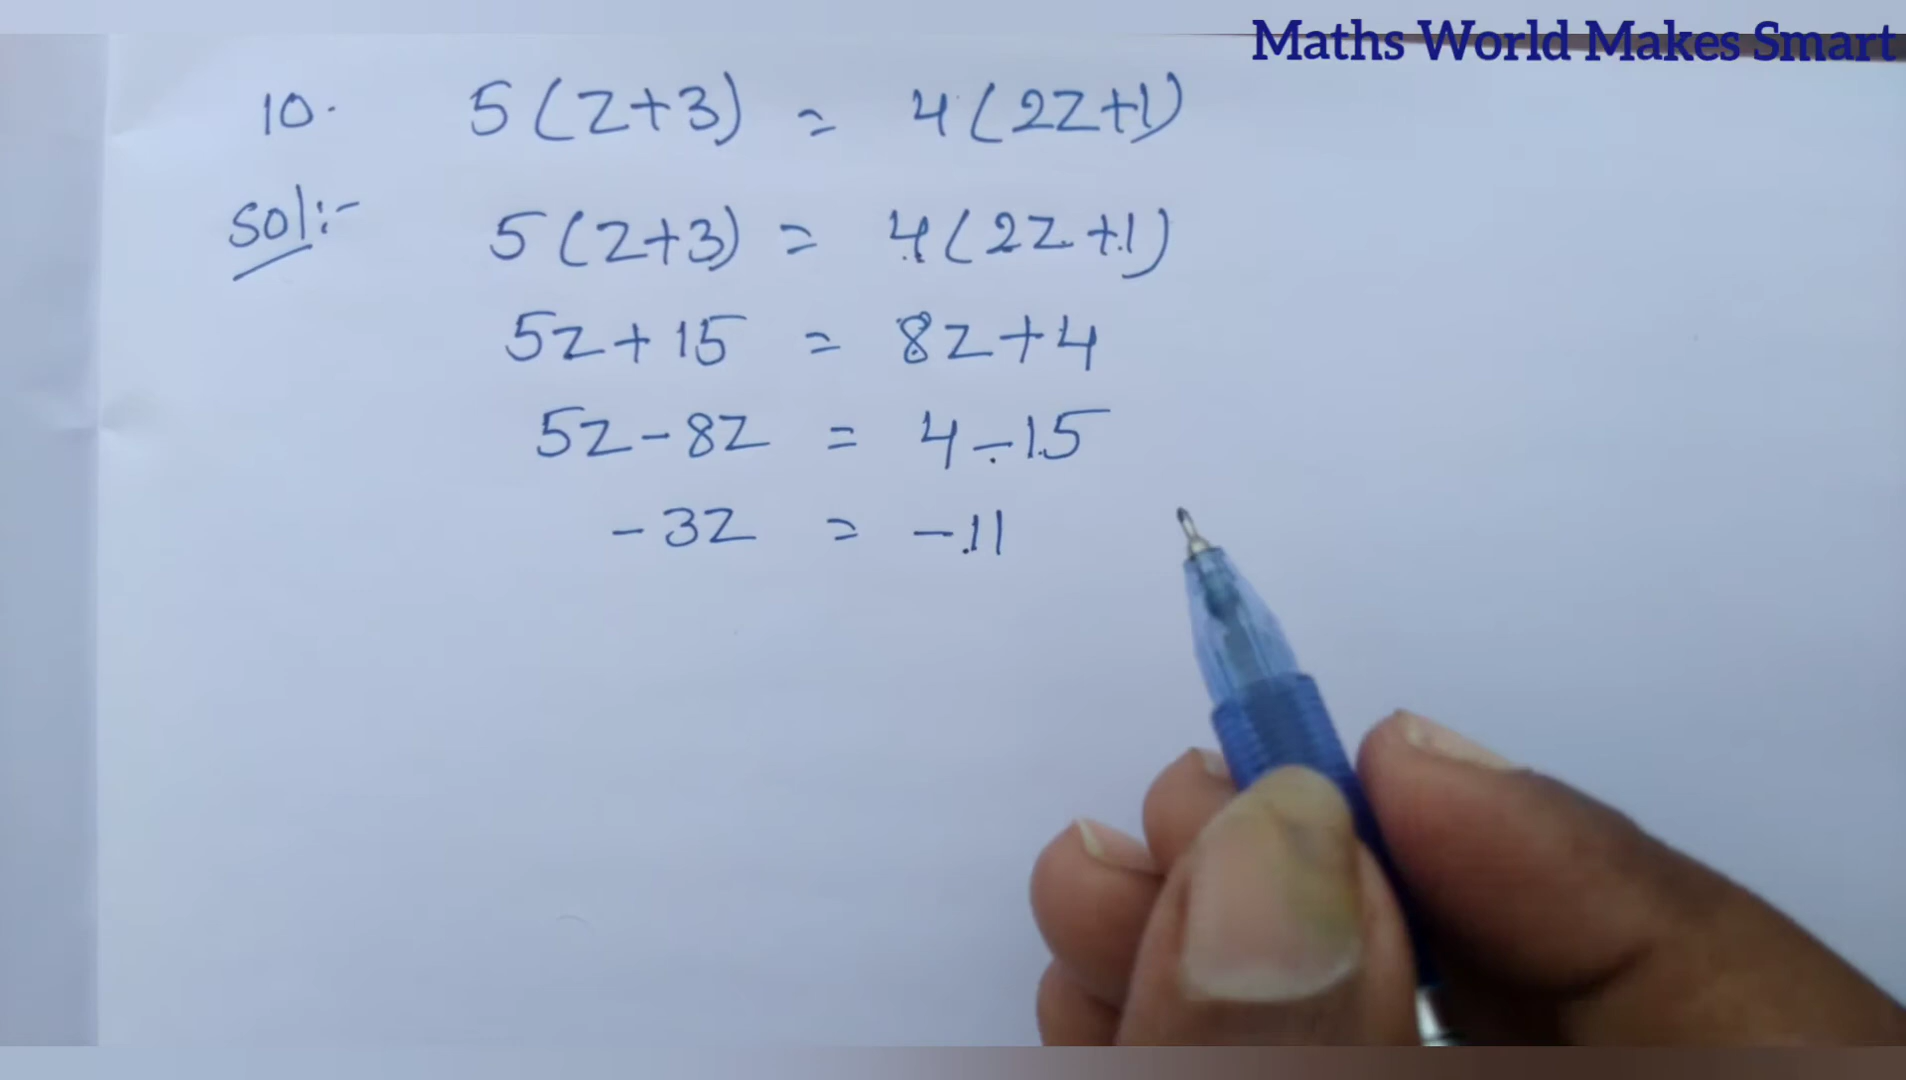 Maths World Makes Smart
10. 5(z+3) = 4(2z+1)
Sol:- 5(z+3) = 4(2z+1)
5z+15 = 8z+4
5z-8z = 4-15
-3z = -11